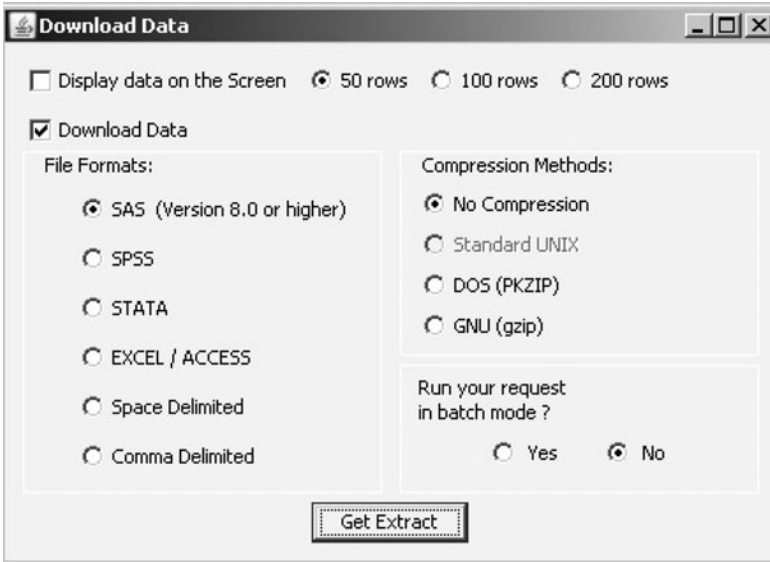 Download Data
Display data on the Screen 50 rows 100 rows 200 rows
Download Data
File Formats:
SAS (Version 8.0 or higher)
SPSS
STATA
EXCEL / ACCESS
Space Delimited
Comma Delimited
Compression Methods:
No Compression
Standard UNIX
DOS (PKZIP)
GNU (gzip)
Run your request
in batch mode ?
Yes No
Get Extract